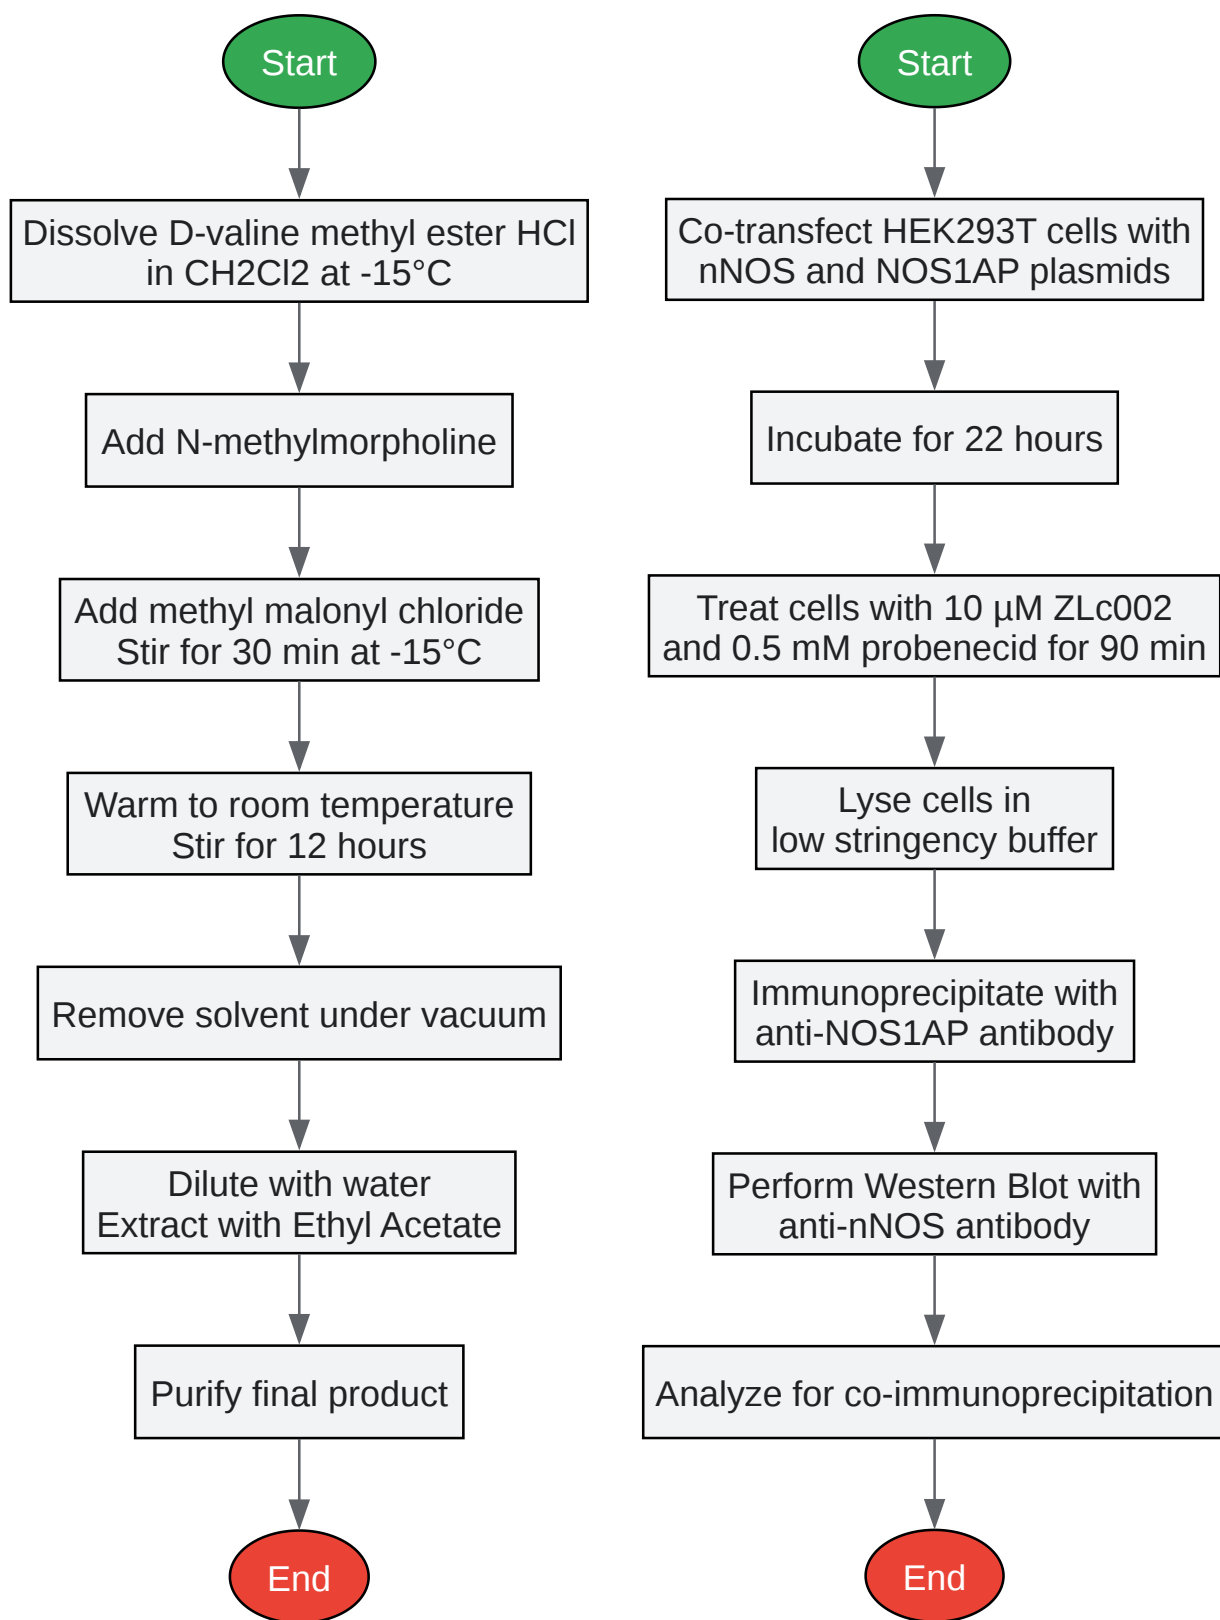 Start
Dissolve D-valine methyl ester HCl
in CH2Cl2 at -15°C
Add N-methylmorpholine
Add methyl malonyl chloride
Stir for 30 min at -15°C
Warm to room temperature
Stir for 12 hours
Remove solvent under vacuum
Dilute with water
Extract with Ethyl Acetate
Purify final product
End
Start
Co-transfect HEK293T cells with
nNOS and NOS1AP plasmids
Incubate for 22 hours
Treat cells with 10 µM ZLc002
and 0.5 mM probenecid for 90 min
Lyse cells in
low stringency buffer
Immunoprecipitate with
anti-NOS1AP antibody
Perform Western Blot with
anti-nNOS antibody
Analyze for co-immunoprecipitation
End